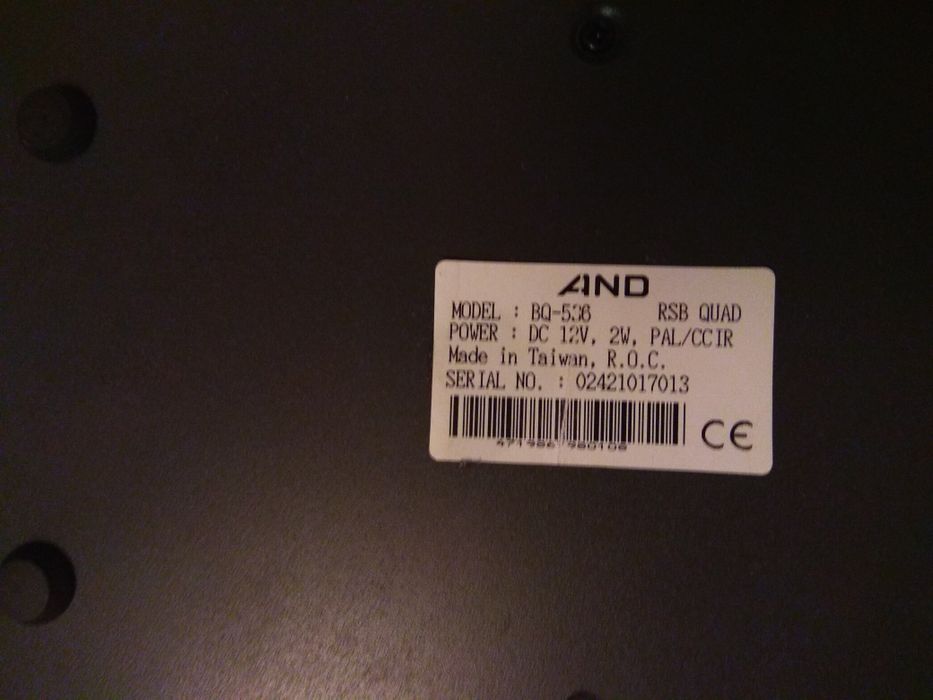 AND
MODEL : BQ-536 RSB QUAD
POWER : DC 12V, 2W, PAL/CCIR
Made in Taiwan, R.O.C.
SERIAL NO. : 02421017013
CE